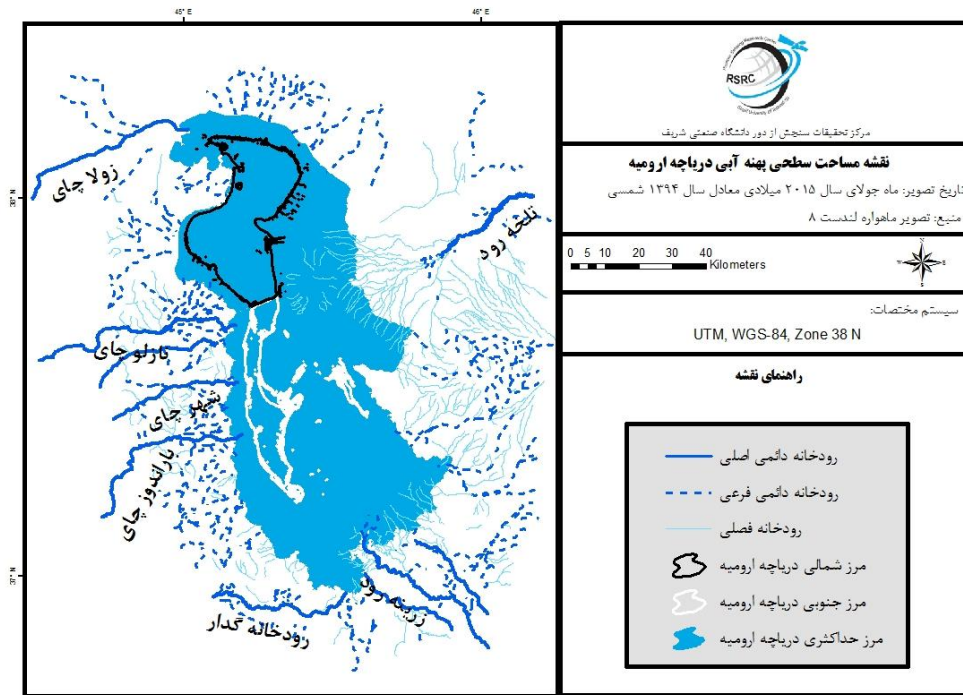 45° E
46° E
38° N
37° N
زولا چای
تلخه رود
نازلو چای
شهر چای
باراندوز چای
رودخانه گدار
زرینه رود
RSRC
مرکز تحقیقات سنجش از دور دانشگاه صنعتی شریف
نقشه مساحت سطحی پهنه آبی دریاچه ارومیه
تاریخ تصویر: ماه جولای سال ۲۰۱۵ میلادی معادل سال ۱۳۹۴ شمسی
منبع: تصویر ماهواره لندست ۸
0 5 10 20 30 40
Kilometers
سیستم مختصات:
UTM, WGS-84, Zone 38 N
راهنمای نقشه
رودخانه دائمی اصلی
رودخانه دائمی فرعی
رودخانه فصلی
مرز شمالی دریاچه ارومیه
مرز جنوبی دریاچه ارومیه
مرز حداکثری دریاچه ارومیه